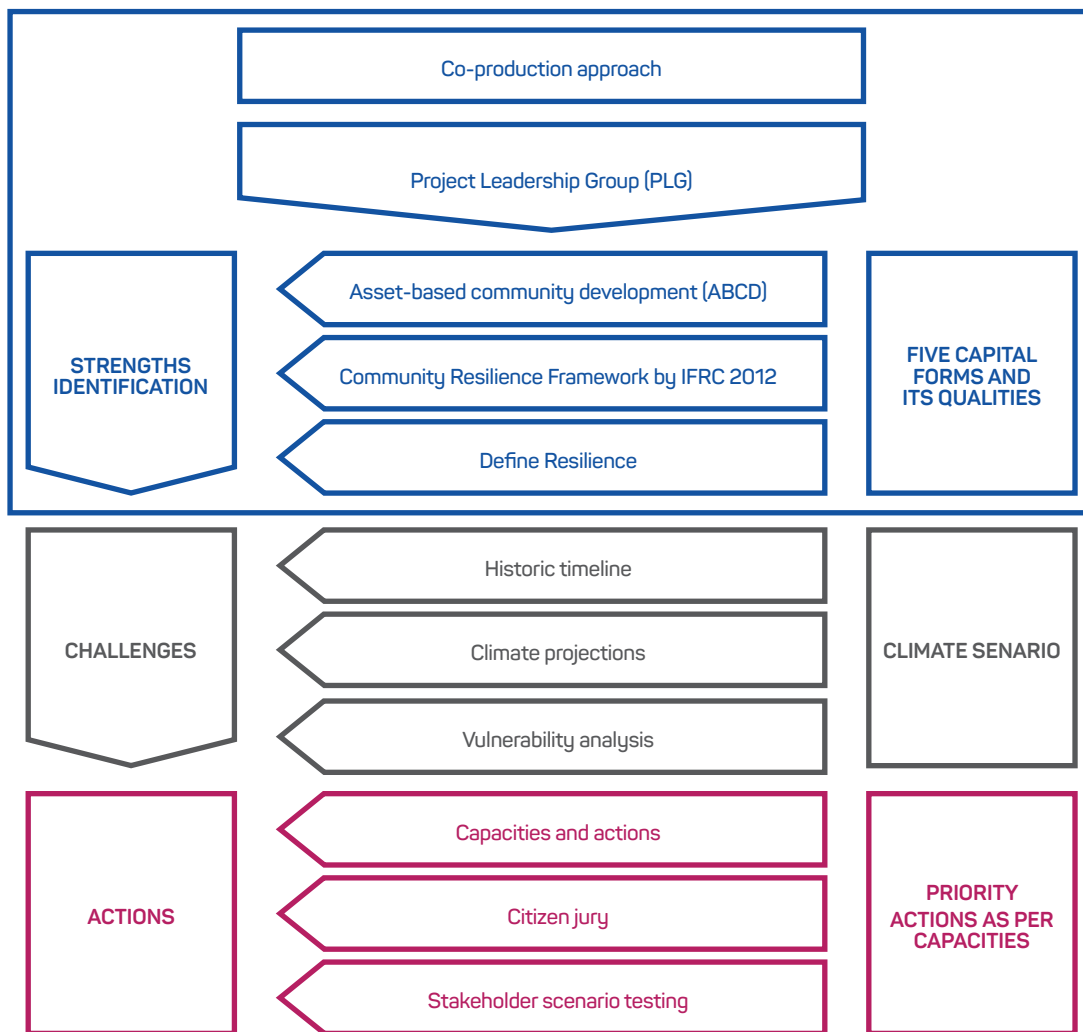 Co-production approach
Project Leadership Group (PLG)
STRENGTHS
IDENTIFICATION
Asset-based community development (ABCD)
Community Resilience Framework by IFRC 2012
Define Resilience
FIVE CAPITAL
FORMS AND
ITS QUALITIES
CHALLENGES
Historic timeline
Climate projections
Vulnerability analysis
CLIMATE SENARIO
ACTIONS
Capacities and actions
Citizen jury
Stakeholder scenario testing
PRIORITY
ACTIONS AS PER
CAPACITIES